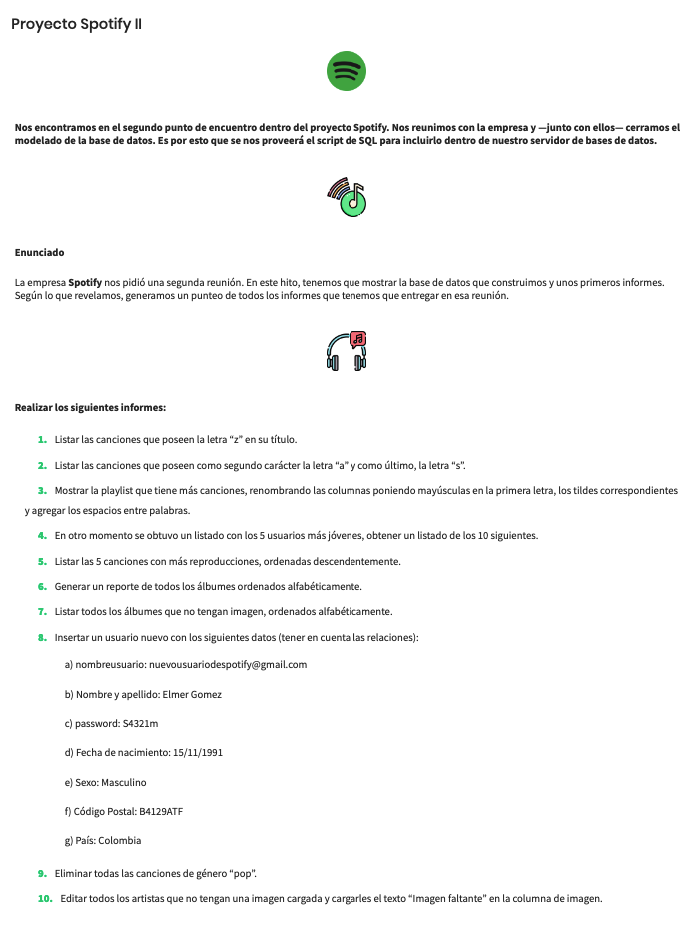 Proyecto Spotify II
Nos encontramos en el segundo punto de encuentro dentro del proyecto Spotify. Nos reunimos con la empresa y —junto con ellos— cerramos el
modelado de la base de datos. Es por esto que se nos proveerá el script de SQL para incluirlo dentro de nuestro servidor de bases de datos.
Enunciado
La empresa Spotify nos pidió una segunda reunión. En este hito, tenemos que mostrar la base de datos que construimos y unos primeros informes.
Según lo que revelamos, generamos un punteo de todos los informes que tenemos que entregar en esa reunión.
Realizar los siguientes informes:
1. Listar las canciones que poseen la letra “z” en su título.
2. Listar las canciones que poseen como segundo carácter la letra “a” y como último, la letra “s”.
3. Mostrar la playlist que tiene más canciones, renombrando las columnas poniendo mayúsculas en la primera letra, los tildes correspondientes
y agregar los espacios entre palabras.
4. En otro momento se obtuvo un listado con los 5 usuarios más jóvenes, obtener un listado de los 10 siguientes.
5. Listar las 5 canciones con más reproducciones, ordenadas descendentemente.
6. Generar un reporte de todos los álbumes ordenados alfabéticamente.
7. Listar todos los álbumes que no tengan imagen, ordenados alfabéticamente.
8. Insertar un usuario nuevo con los siguientes datos (tener en cuenta las relaciones):
a) nombreusuario: nuevousuariodespotify@gmail.com
b) Nombre y apellido: Elmer Gomez
c) password: S4321m
d) Fecha de nacimiento: 15/11/1991
e) Sexo: Masculino
f) Código Postal: B4129ATF
g) País: Colombia
9. Eliminar todas las canciones de género “pop”.
10. Editar todos los artistas que no tengan una imagen cargada y cargarles el texto “Imagen faltante” en la columna de imagen.